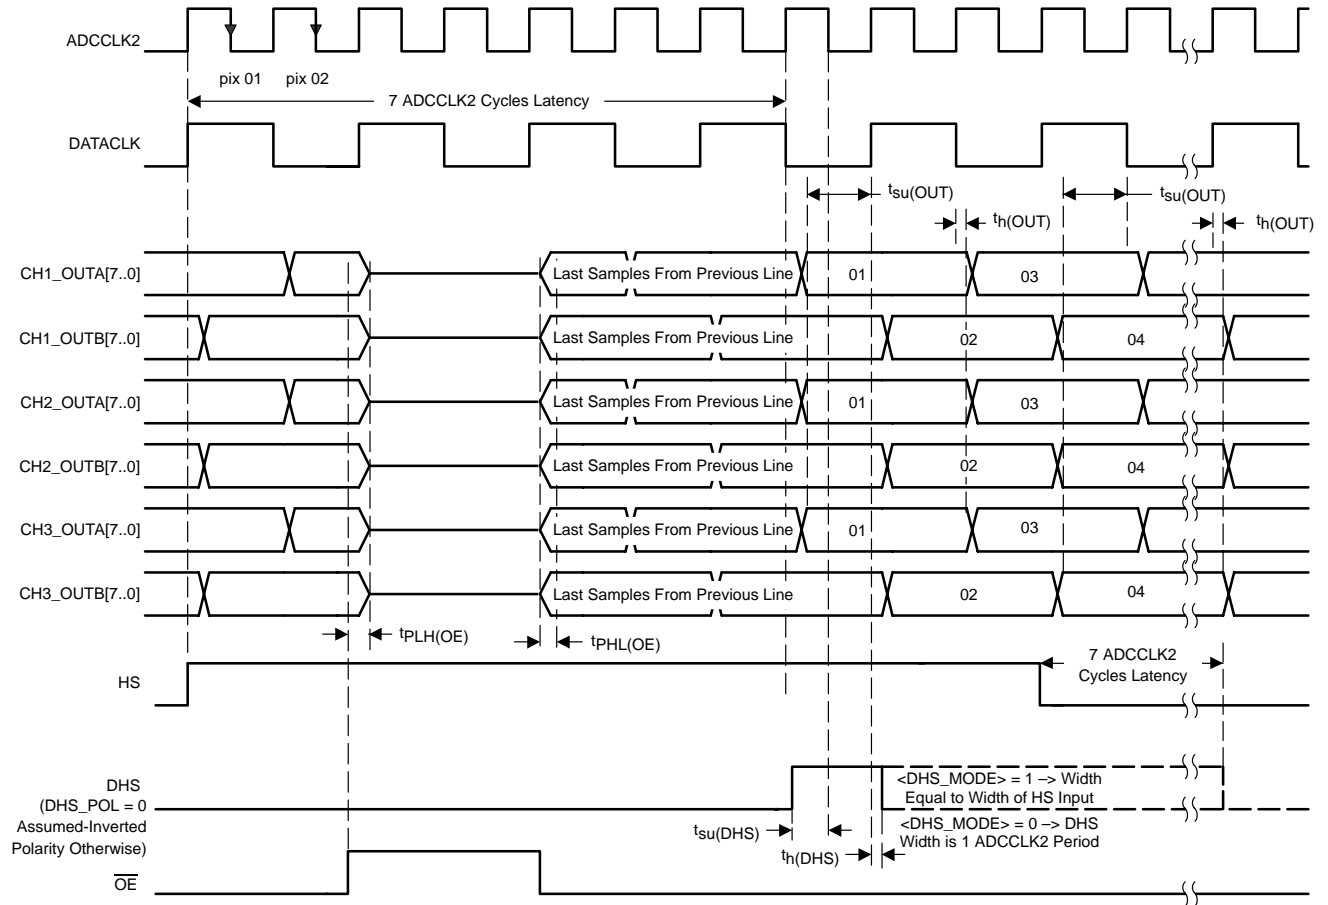 ADCCLK2
pix 01
pix 02
7 ADCCLK2 Cycles Latency
DATACLK
tsu(OUT)
tsu(OUT)
th(OUT)
th(OUT)
CH1_OUTA[7..0]
Last Samples From Previous Line
01
03
CH1_OUTB[7..0]
Last Samples From Previous Line
02
04
CH2_OUTA[7..0]
Last Samples From Previous Line
01
03
CH2_OUTB[7..0]
Last Samples From Previous Line
02
04
CH3_OUTA[7..0]
Last Samples From Previous Line
01
03
CH3_OUTB[7..0]
Last Samples From Previous Line
02
04
tPLH(OE)
tPHL(OE)
HS
7 ADCCLK2
Cycles Latency
DHS
(DHS_POL = 0
Assumed-Inverted
Polarity Otherwise)
<DHS_MODE> = 1 –> Width
Equal to Width of HS Input
<DHS_MODE> = 0 –> DHS
Width is 1 ADCCLK2 Period
tsu(DHS)
th(DHS)
OE